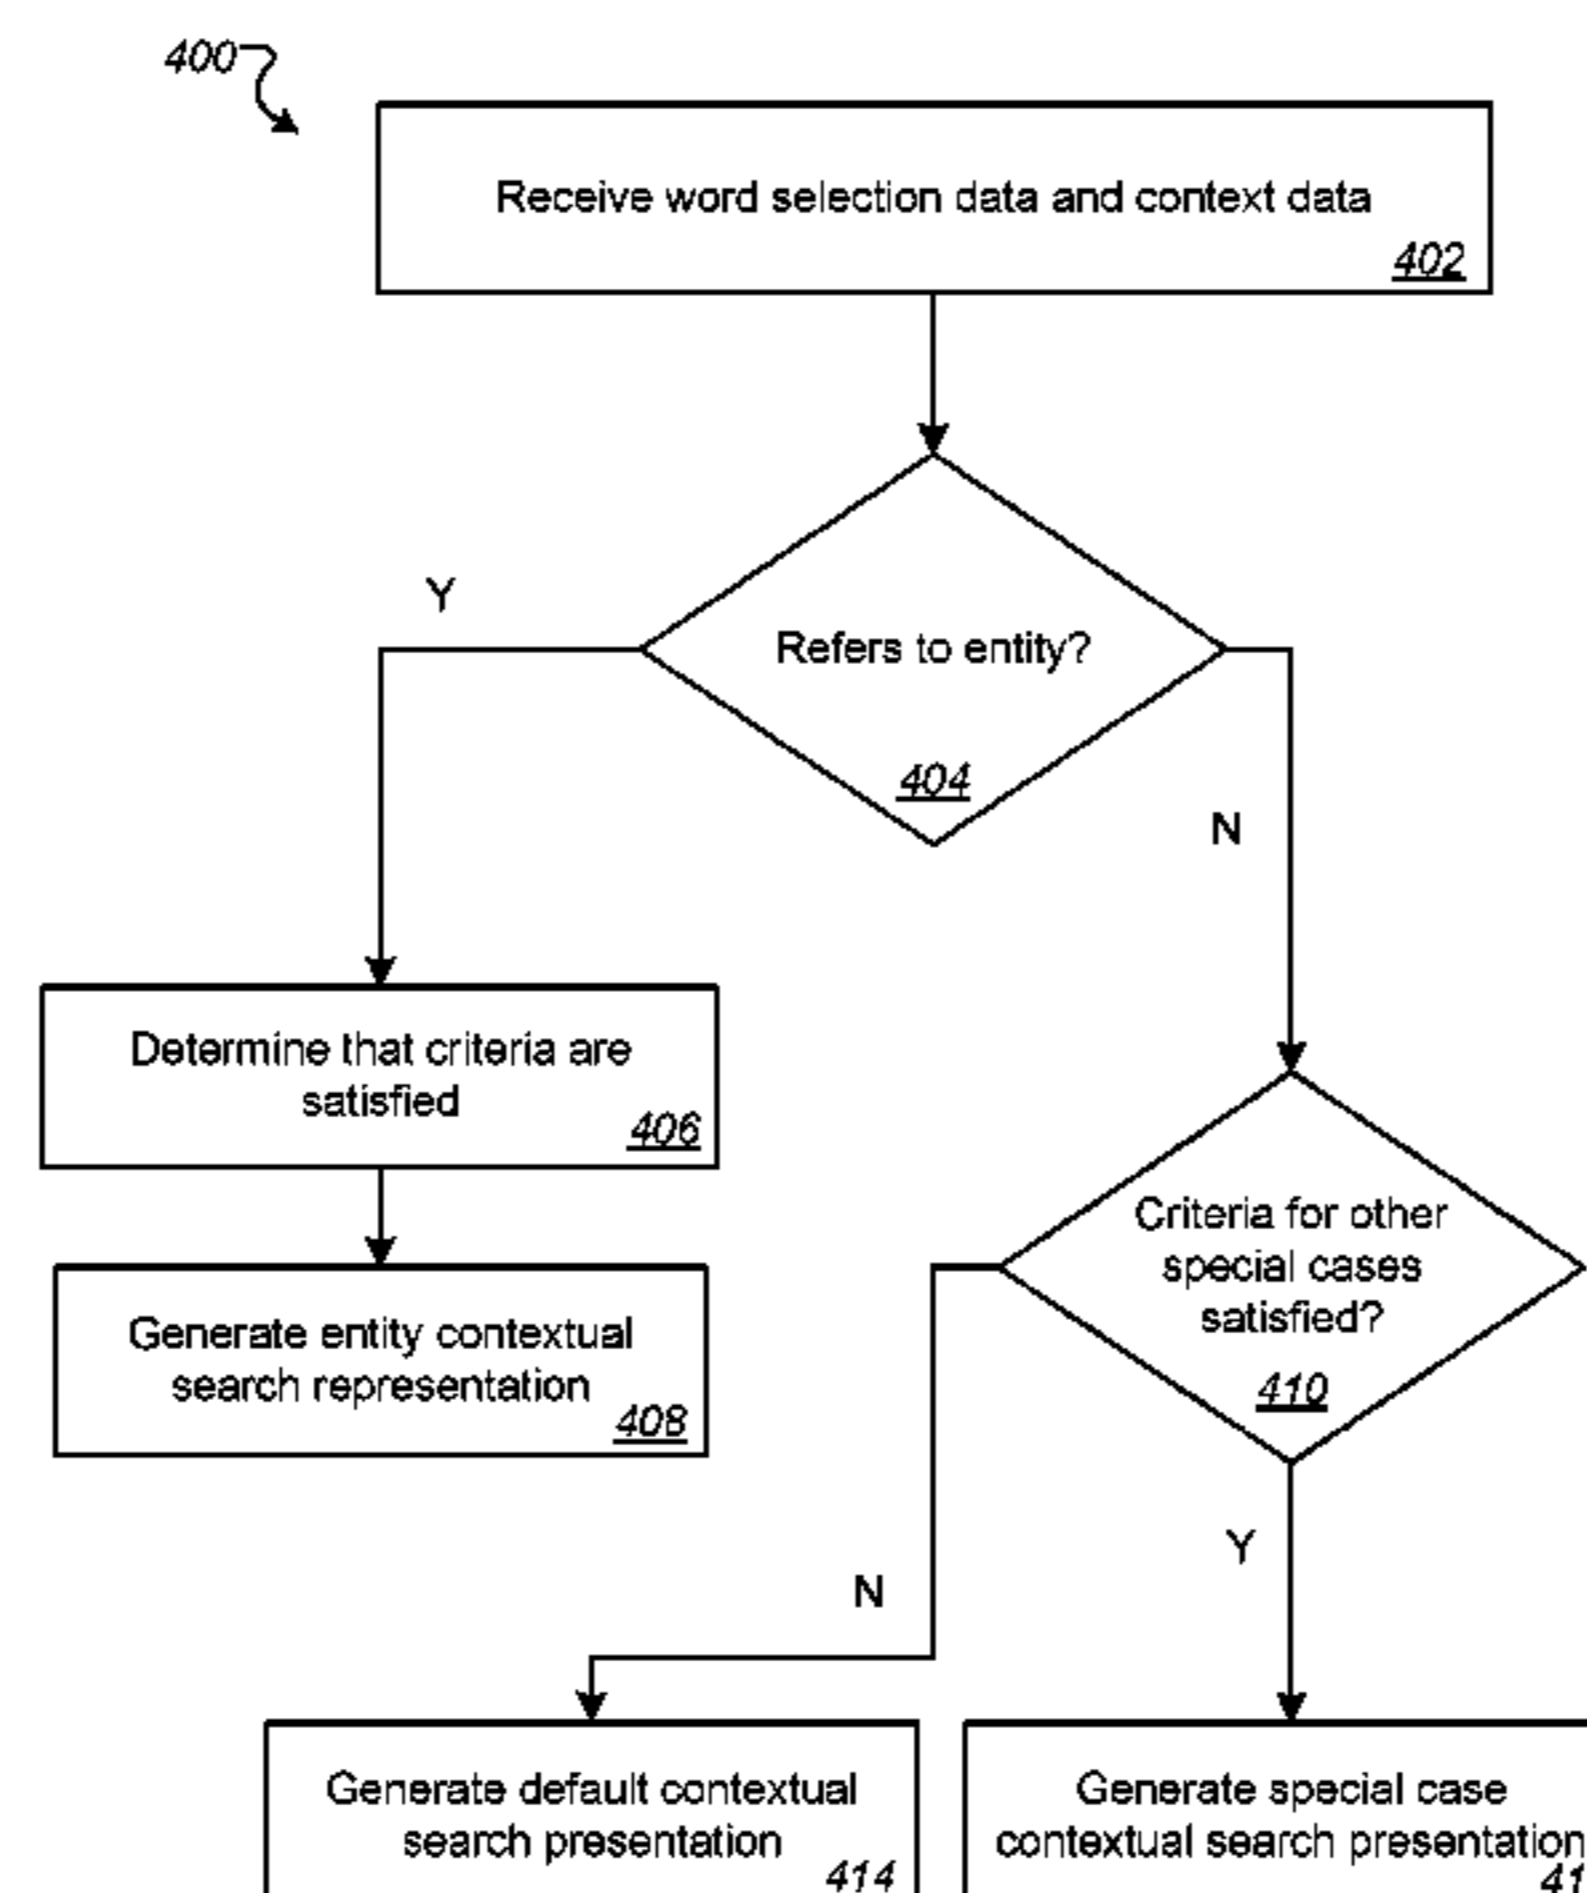 400
Receive word selection data and context data
402
Y
Refers to entity?
404
N
Determine that criteria are
satisfied
406
Generate entity contextual
search representation
408
Criteria for other
special cases
satisfied?
410
Y
N
Generate default contextual
search presentation
414
Generate special case
contextual search presentation